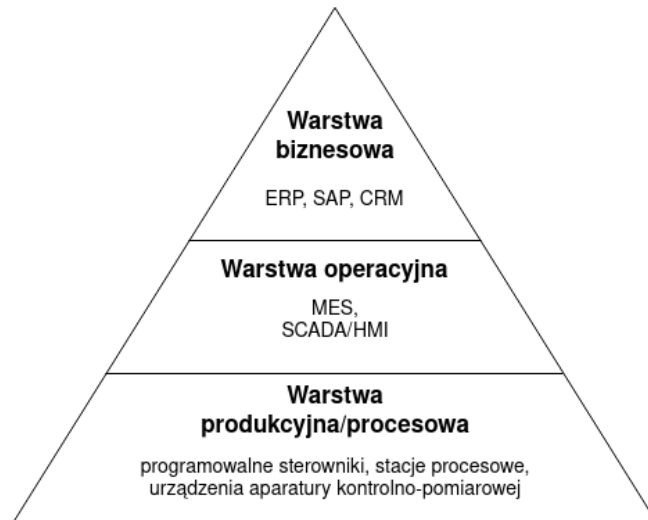 Warstwa
biznesowa
ERP, SAP, CRM
Warstwa operacyjna
MES,
SCADA/HMI
Warstwa
produkcyjna/procesowa
programowalne sterowniki, stacje procesowe,
urządzenia aparatury kontrolno-pomiarowej